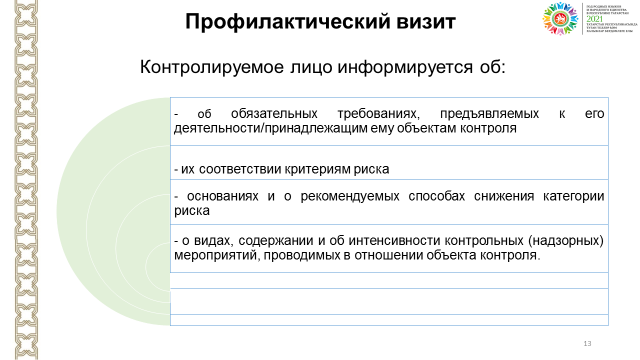 Профилактический визит
2021
Контролируемое лицо информируется об:
- об обязательных требованиях, предъявляемых к его
деятельности/принадлежащим ему объектам контроля
- их соответствии критериям риска
- основаниях и о рекомендуемых способах снижения категории
риска
- о видах, содержании и об интенсивности контрольных (надзорных)
мероприятий, проводимых в отношении объекта контроля.
13